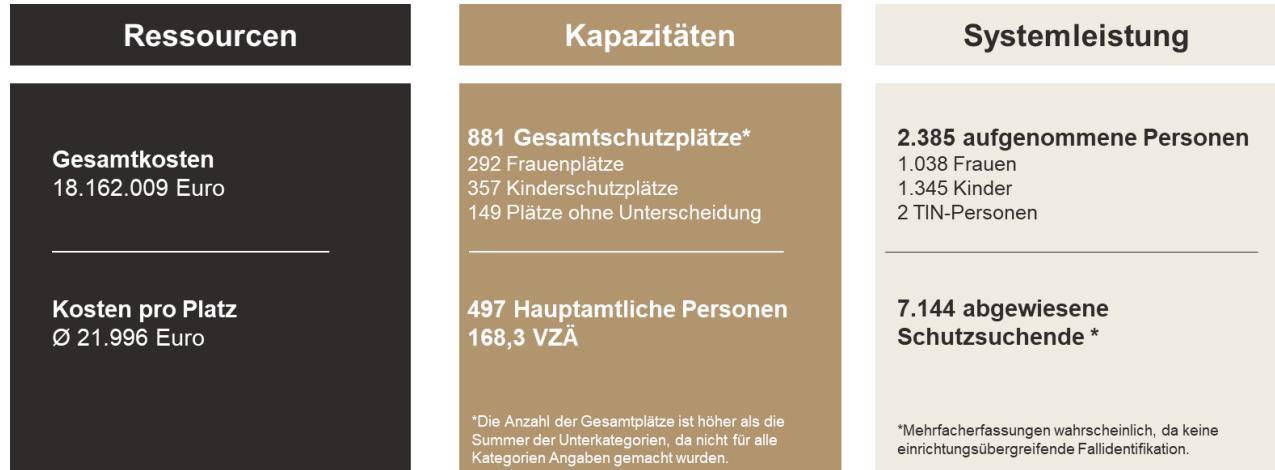 Ressourcen
Gesamtkosten
18.162.009 Euro
Kosten pro Platz
Ø 21.996 Euro
Kapazitäten
881 Gesamtschutzplätze*
292 Frauenplätze
357 Kinderschutzplätze
149 Plätze ohne Unterscheidung
497 Hauptamtliche Personen
168,3 VZÄ
*Die Anzahl der Gesamtplätze ist höher als die
Summer der Unterkategorien, da nicht für alle
Kategorien Angaben gemacht wurden.
Systemleistung
2.385 aufgenommene Personen
1.038 Frauen
1.345 Kinder
2 TIN-Personen
7.144 abgewiesene
Schutzsuchende *
*Mehrfacherfassungen wahrscheinlich, da keine
einrichtungsübergreifende Fallidentifikation.